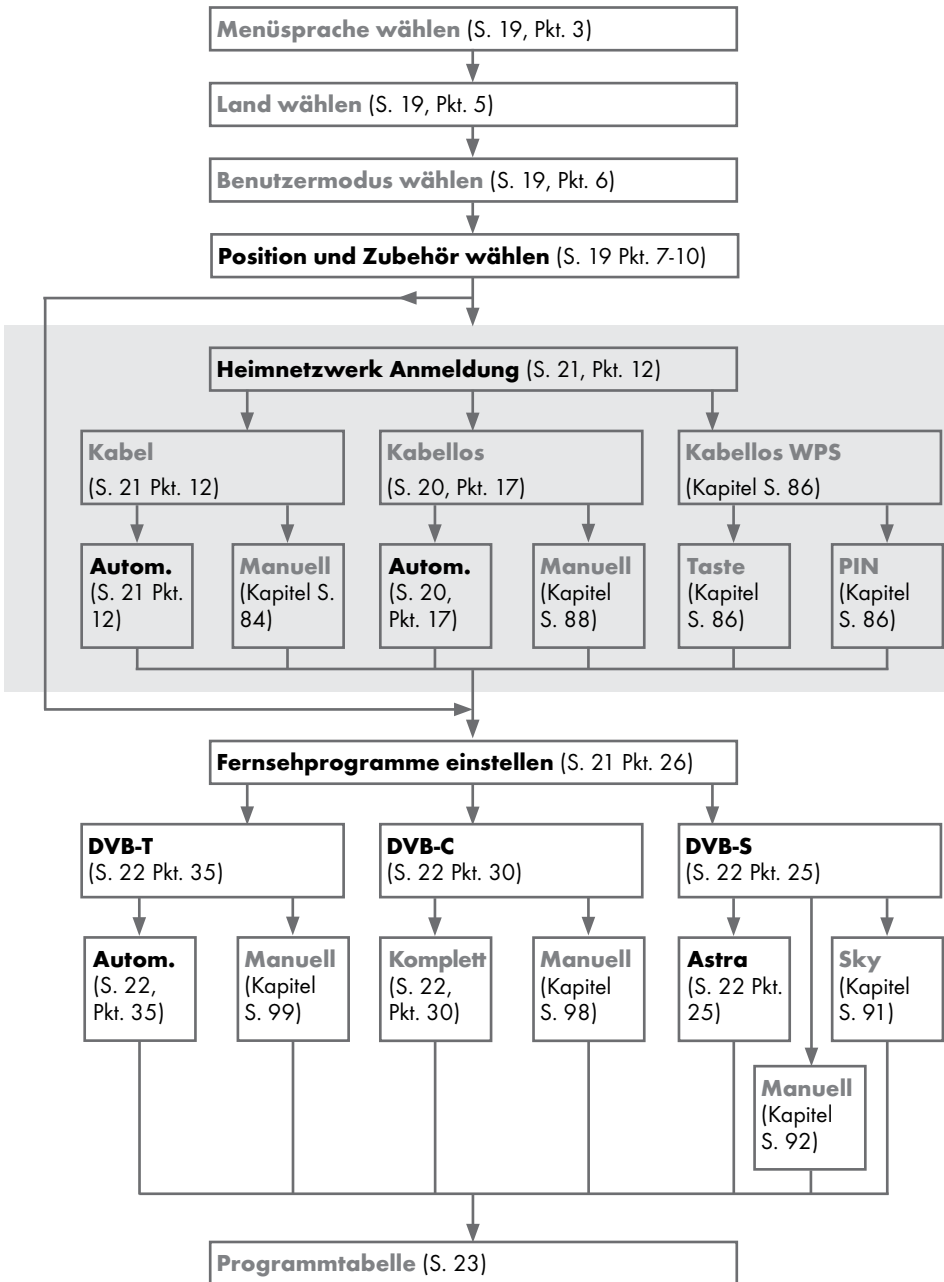 Menüsprache wählen (S. 19, Pkt. 3)
Land wählen (S. 19, Pkt. 5)
Benutzermodus wählen (S. 19, Pkt. 6)
Position und Zubehör wählen (S. 19 Pkt. 7-10)
Heimnetzwerk Anmeldung (S. 21, Pkt. 12)
Kabel
(S. 21 Pkt. 12)
Kabellos
(S. 20, Pkt. 17)
Kabellos WPS
(Kapitel S. 86)
Autom.
(S. 21 Pkt.
12)
Manuell
(Kapitel S.
84)
Autom.
(S. 20,
Pkt. 17)
Manuell
(Kapitel
S. 88)
Taste
(Kapitel
S. 86)
PIN
(Kapitel
S. 86)
Fernsehprogramme einstellen (S. 21 Pkt. 26)
DVB-T
(S. 22 Pkt. 35)
DVB-C
(S. 22 Pkt. 30)
DVB-S
(S. 22 Pkt. 25)
Autom.
(S. 22,
Pkt. 35)
Manuell
(Kapitel
S. 99)
Komplett
(S. 22,
Pkt. 30)
Manuell
(Kapitel
S. 98)
Astra
(S. 22 Pkt.
25)
Sky
(Kapitel
S. 91)
Manuell
(Kapitel
S. 92)
Programmtabelle (S. 23)